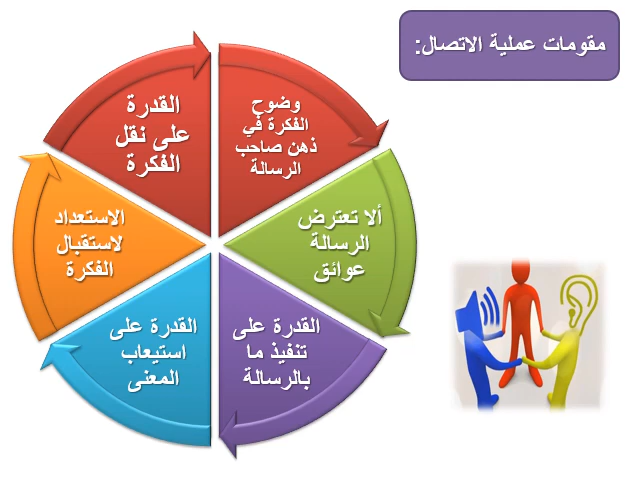 مقومات عملية الاتصال:
وضوح
الفكرة في
ذهن صاحب
الرسالة
ألا تعترض
الرسالة
عوائق
القدرة على
تنفيذ ما
بالرسالة
القدرة على
استيعاب
المعنى
الاستعداد
لاستقبال
الفكرة
القدرة
على نقل
الفكرة